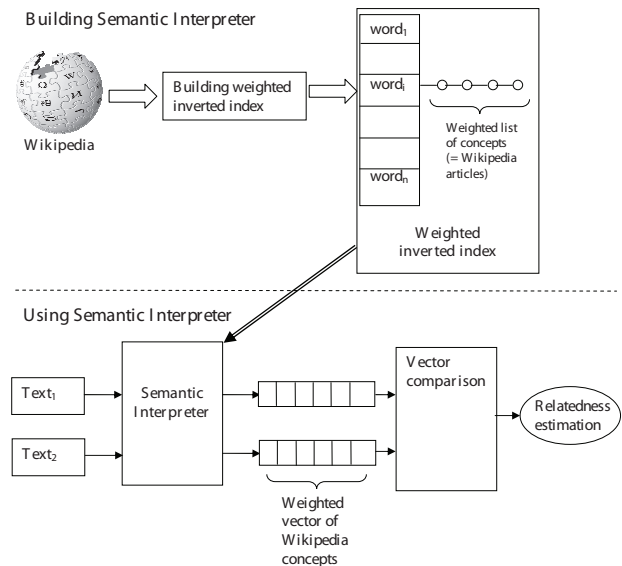 Building Semantic Interpreter
Wikipedia
Building weighted
inverted index
word₁
wordᵢ
wordₙ
Weighted list
of concepts
(= Wikipedia
articles)
Weighted
inverted index
Using Semantic Interpreter
Text₁
Text₂
Semantic
Interpreter
Weighted
vector of
Wikipedia
concepts
Vector
comparison
Relatedness
estimation